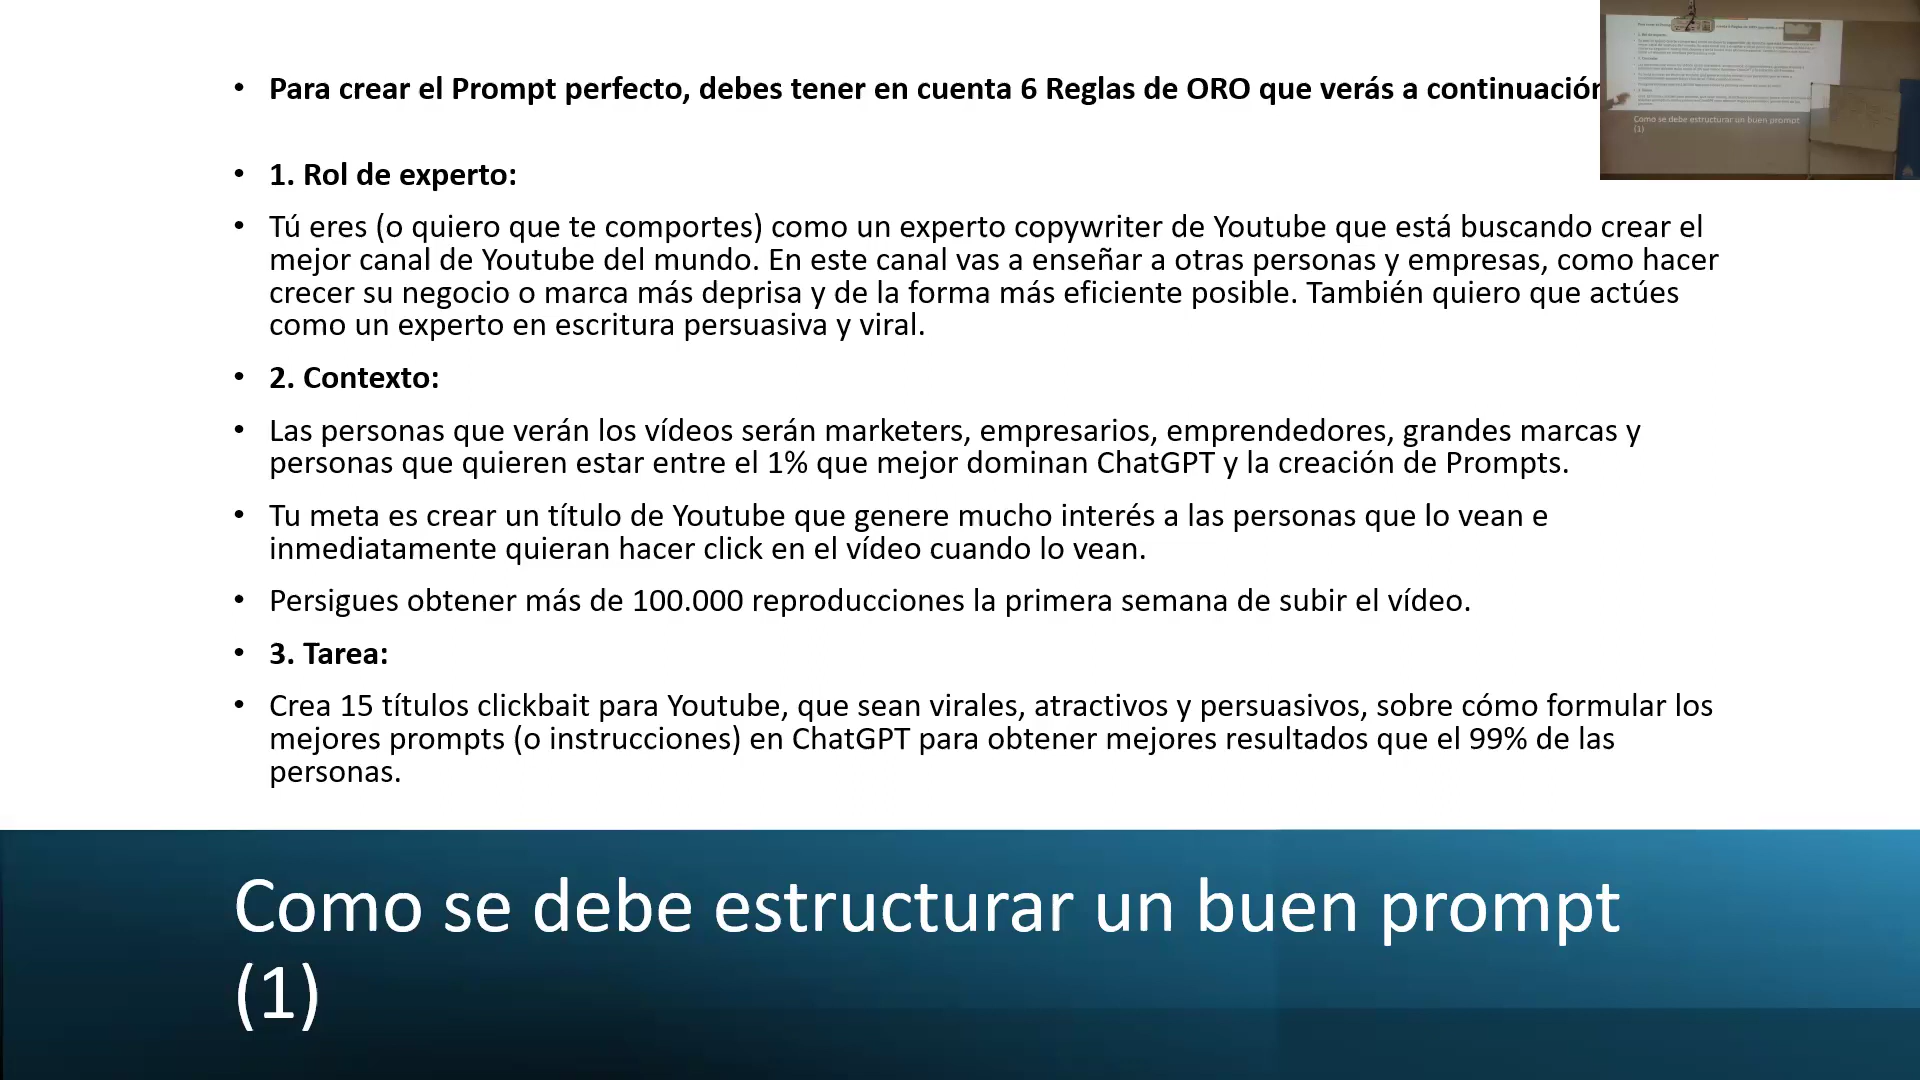 • Para crear el Prompt perfecto, debes tener en cuenta 6 Reglas de ORO que verás a continuación
• 1. Rol de experto:
• Tú eres (o quiero que te comportes) como un experto copywriter de Youtube que está buscando crear el
mejor canal de Youtube del mundo. En este canal vas a enseñar a otras personas y empresas, como hacer
crecer su negocio o marca más deprisa y de la forma más eficiente posible. También quiero que actúes
como un experto en escritura persuasiva y viral.
• 2. Contexto:
• Las personas que verán los vídeos serán marketers, empresarios, emprendedores, grandes marcas y
personas que quieren estar entre el 1% que mejor dominan ChatGPT y la creación de Prompts.
• Tu meta es crear un título de Youtube que genere mucho interés a las personas que lo vean e
inmediatamente quieran hacer click en el vídeo cuando lo vean.
• Persigues obtener más de 100.000 reproducciones la primera semana de subir el vídeo.
• 3. Tarea:
• Crea 15 títulos clickbait para Youtube, que sean virales, atractivos y persuasivos, sobre cómo formular los
mejores prompts (o instrucciones) en ChatGPT para obtener mejores resultados que el 99% de las
personas.
Como se debe estructurar un buen prompt
(1)
Como se debe estructurar un buen prompt
(1)